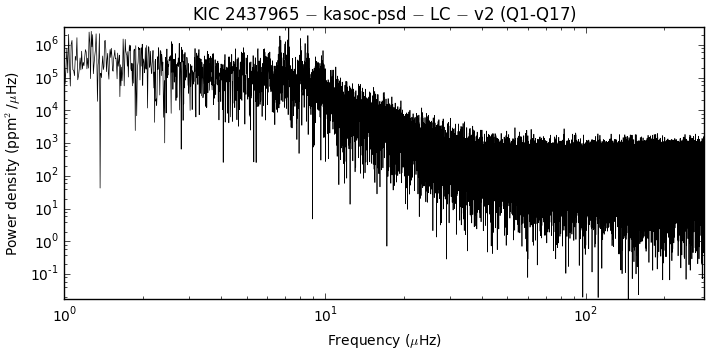 KIC 2437965 − kasoc-psd − LC − v2 (Q1-Q17)
Power density (ppm² /μHz)
10⁶
10⁵
10⁴
10³
10²
10¹
10⁰
10⁻¹
10⁰ 10¹ 10²
Frequency (μHz)